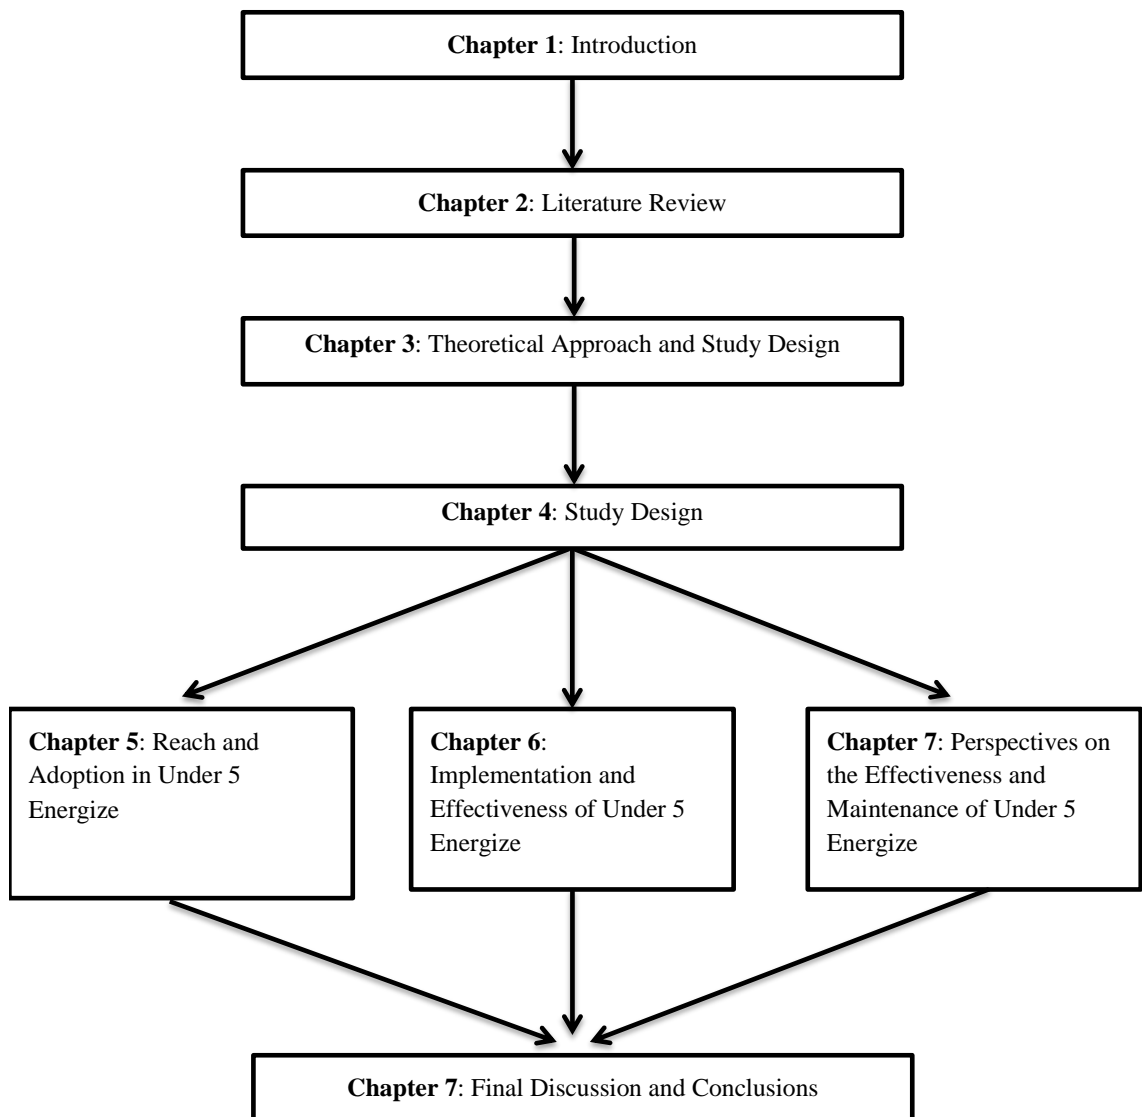 Chapter 1: Introduction
Chapter 2: Literature Review
Chapter 3: Theoretical Approach and Study Design
Chapter 4: Study Design
Chapter 5: Reach and
Adoption in Under 5
Energize
Chapter 6:
Implementation and
Effectiveness of Under 5
Energize
Chapter 7: Perspectives on
the Effectiveness and
Maintenance of Under 5
Energize
Chapter 7: Final Discussion and Conclusions